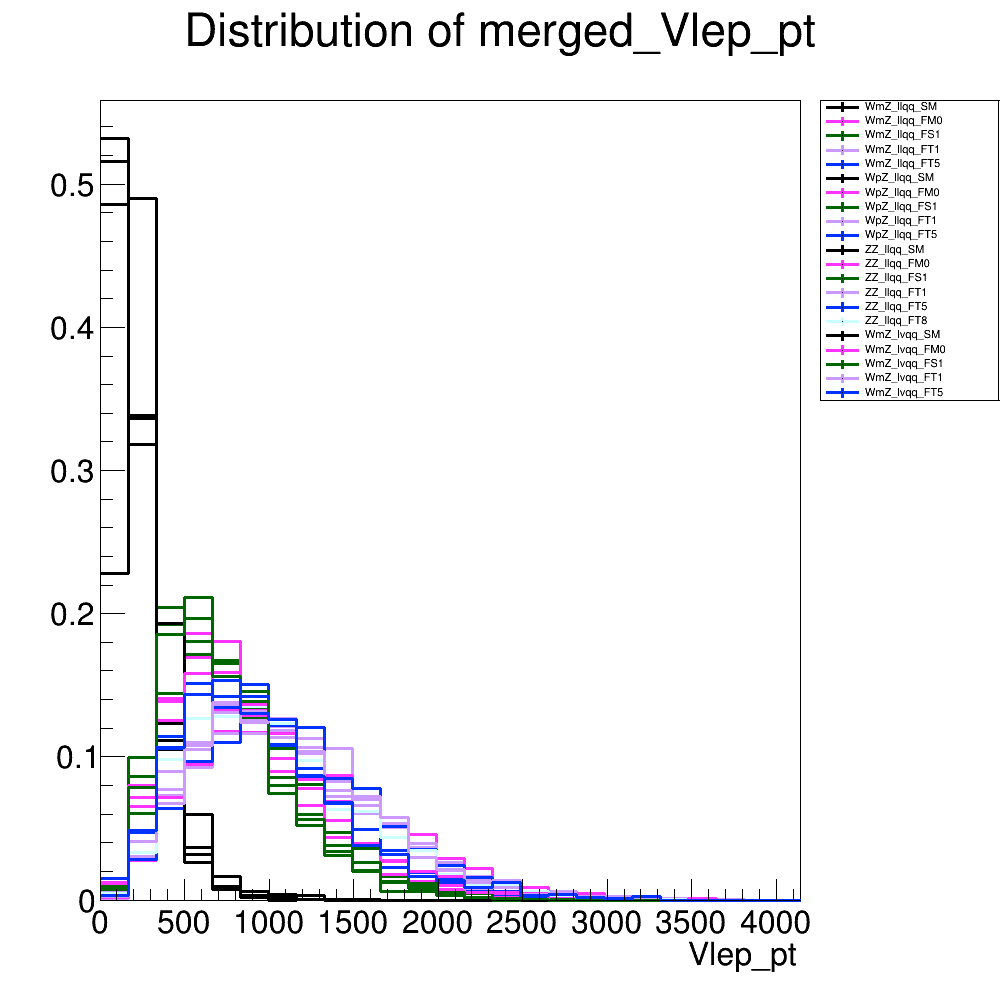 Distribution of merged_Vlep_pt
WmZ_llqq_SM
WmZ_llqq_FM0
WmZ_llqq_FS1
WmZ_llqq_FT1
WmZ_llqq_FT5
WpZ_llqq_SM
WpZ_llqq_FM0
WpZ_llqq_FS1
WpZ_llqq_FT1
WpZ_llqq_FT5
ZZ_llqq_SM
ZZ_llqq_FM0
ZZ_llqq_FS1
ZZ_llqq_FT1
ZZ_llqq_FT5
ZZ_llqq_FT8
WmZ_lvqq_SM
WmZ_lvqq_FM0
WmZ_lvqq_FS1
WmZ_lvqq_FT1
WmZ_lvqq_FT5
0.5
0.4
0.3
0.2
0.1
0
0 500 1000 1500 2000 2500 3000 3500 4000
Vlep_pt